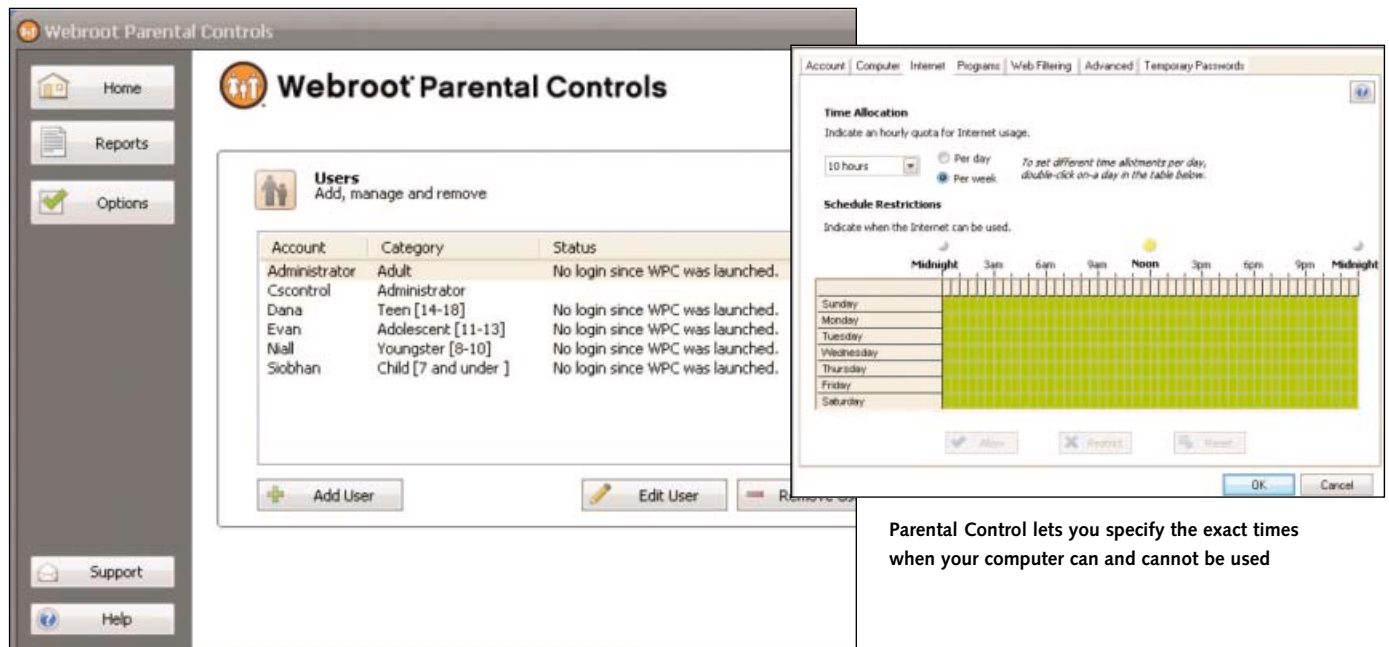 Webroot Parental Controls
Home
Reports
Options
Support
Help
Webroot Parental Controls
Users
Add, manage and remove
Account Category Status
Administrator Adult No login since WPC was launched.
Cscontrol Administrator
Dana Teen [14-18] No login since WPC was launched.
Evan Adolescent [11-13] No login since WPC was launched.
Niall Youngster [8-10] No login since WPC was launched.
Siobhan Child [7 and under ] No login since WPC was launched.
Add User Edit User Remove Us
Account Computer Internet Programs Web Filtering Advanced Temporary Passwords
Time Allocation
Indicate an hourly quota for Internet usage.
10 hours
Per day
Per week
To set different time allotments per day,
double-click on-a day in the table below.
Schedule Restrictions
Indicate when the Internet can be used.
Midnight 3am 6am 9am Noon 3pm 6pm 9pm Midnight
Sunday
Monday
Tuesday
Wednesday
Thursday
Friday
Saturday
Allow Restrict Reset
OK Cancel
Parental Control lets you specify the exact times
when your computer can and cannot be used